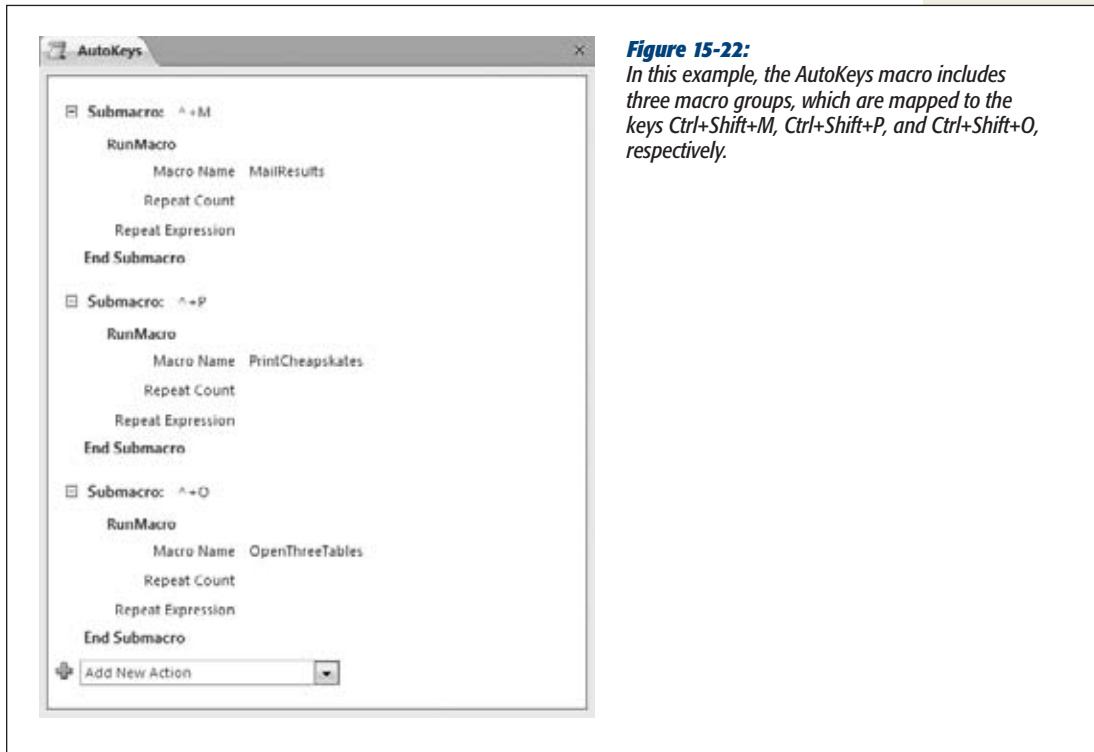 AutoKeys
Submacro: ^+M
RunMacro
Macro Name MailResults
Repeat Count
Repeat Expression
End Submacro
Submacro: ^+P
RunMacro
Macro Name PrintCheapskates
Repeat Count
Repeat Expression
End Submacro
Submacro: ^+O
RunMacro
Macro Name OpenThreeTables
Repeat Count
Repeat Expression
End Submacro
Add New Action
Figure 15-22:
In this example, the AutoKeys macro includes
three macro groups, which are mapped to the
keys Ctrl+Shift+M, Ctrl+Shift+P, and Ctrl+Shift+O,
respectively.